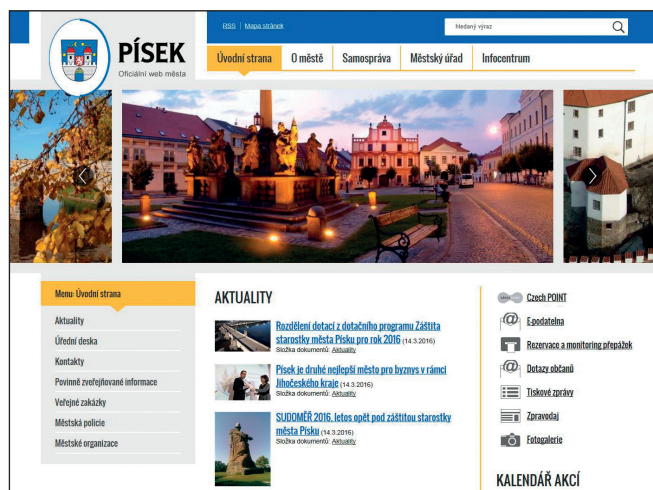 RSS | Mapa stránek
hledaný výraz
PÍSEK
Oficiální web města
Úvodní strana
O městě
Samospráva
Městský úřad
Infocentrum
Menu: Úvodní strana
Aktuality
Úřední deska
Kontakty
Povinně zveřejňované informace
Veřejné zakázky
Městská policie
Městské organizace
AKTUALITY
Rozdělení dotací z dotačního programu Záštita
starostky města Písku pro rok 2016 (14.3.2016)
Složka dokumentů: Aktuality
Písek je druhé nejlepší město pro byznys v rámci
Jihočeského kraje (14.3.2016)
Složka dokumentů: Aktuality
SUDOMĚŘ 2016, letos opět pod záštitou starostky
města Písku (14.3.2016)
Složka dokumentů: Aktuality
Czech POINT
E-podatelna
Rezervace a monitoring přepážek
Dotazy občanů
Tiskové zprávy
Zpravodaj
Fotogalerie
KALENDÁŘ AKCÍ